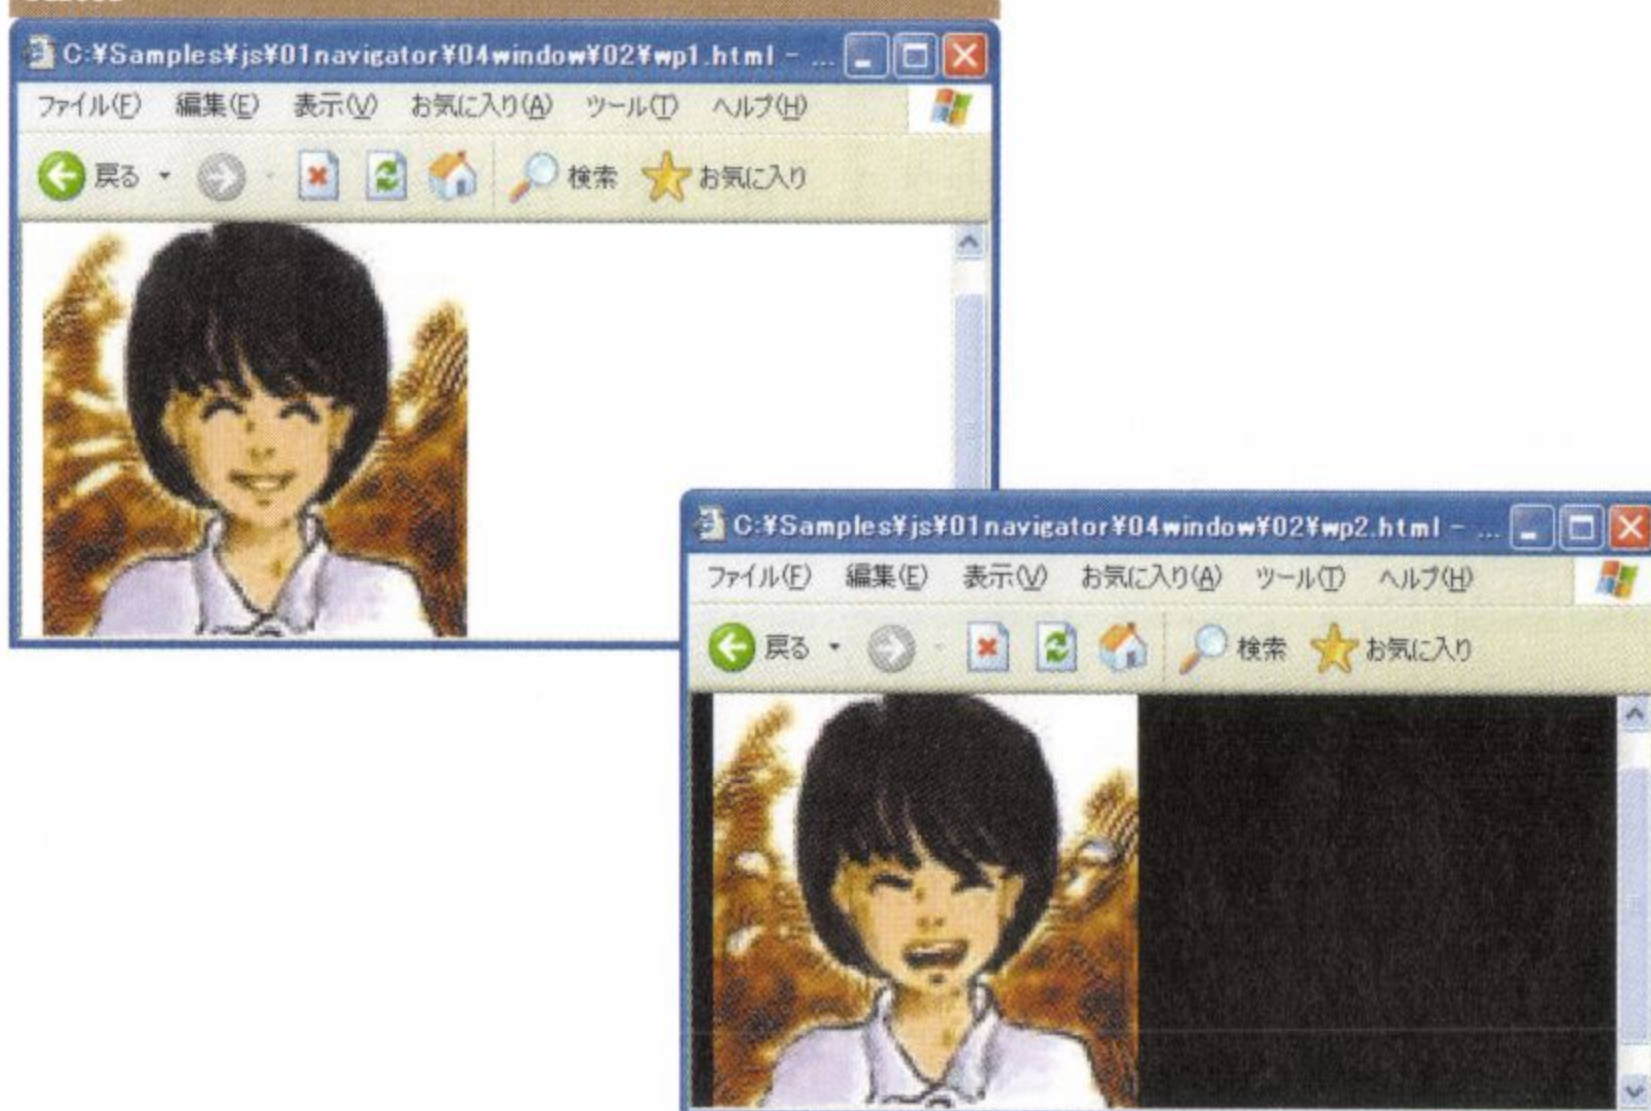 C:¥Samples¥js¥01navigator¥04window¥02¥wp1.html - ...
ファイル(F) 編集(E) 表示(V) お気に入り(A) ツール(T) ヘルプ(H)
戻る 検索 お気に入り
C:¥Samples¥js¥01navigator¥04window¥02¥wp2.html - ...
ファイル(F) 編集(E) 表示(V) お気に入り(A) ツール(T) ヘルプ(H)
戻る 検索 お気に入り